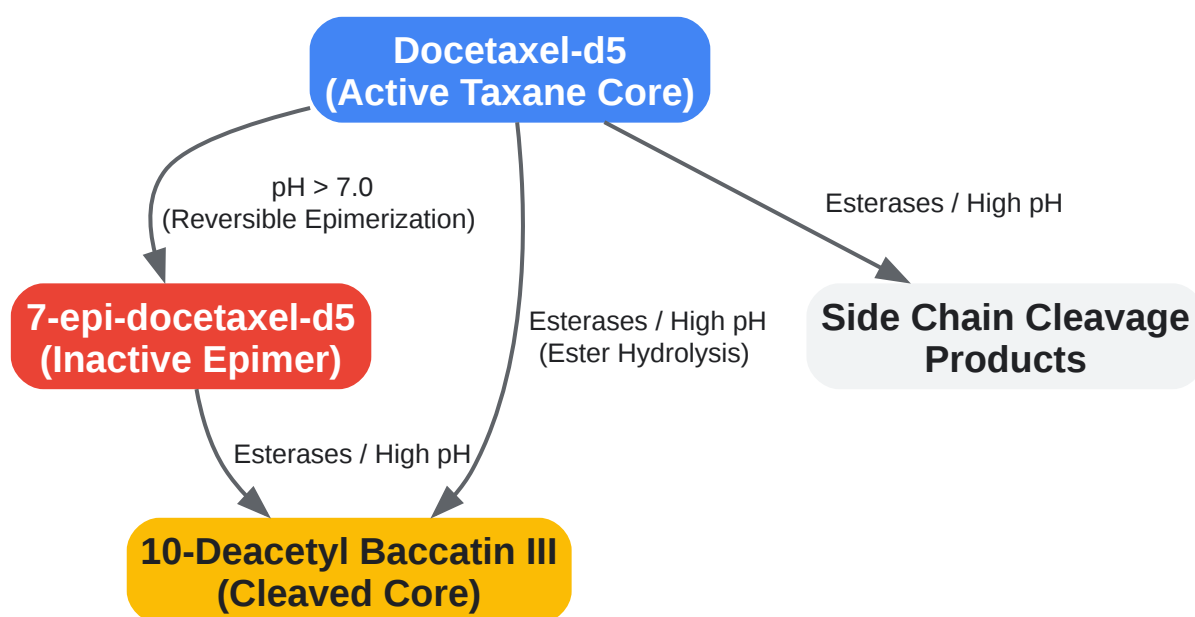 Docetaxel-d5
(Active Taxane Core)
pH > 7.0
(Reversible Epimerization)
Esterases / High pH
7-epi-docetaxel-d5
(Inactive Epimer)
Esterases / High pH
(Ester Hydrolysis)
Side Chain Cleavage
Products
Esterases / High pH
10-Deacetyl Baccatin III
(Cleaved Core)